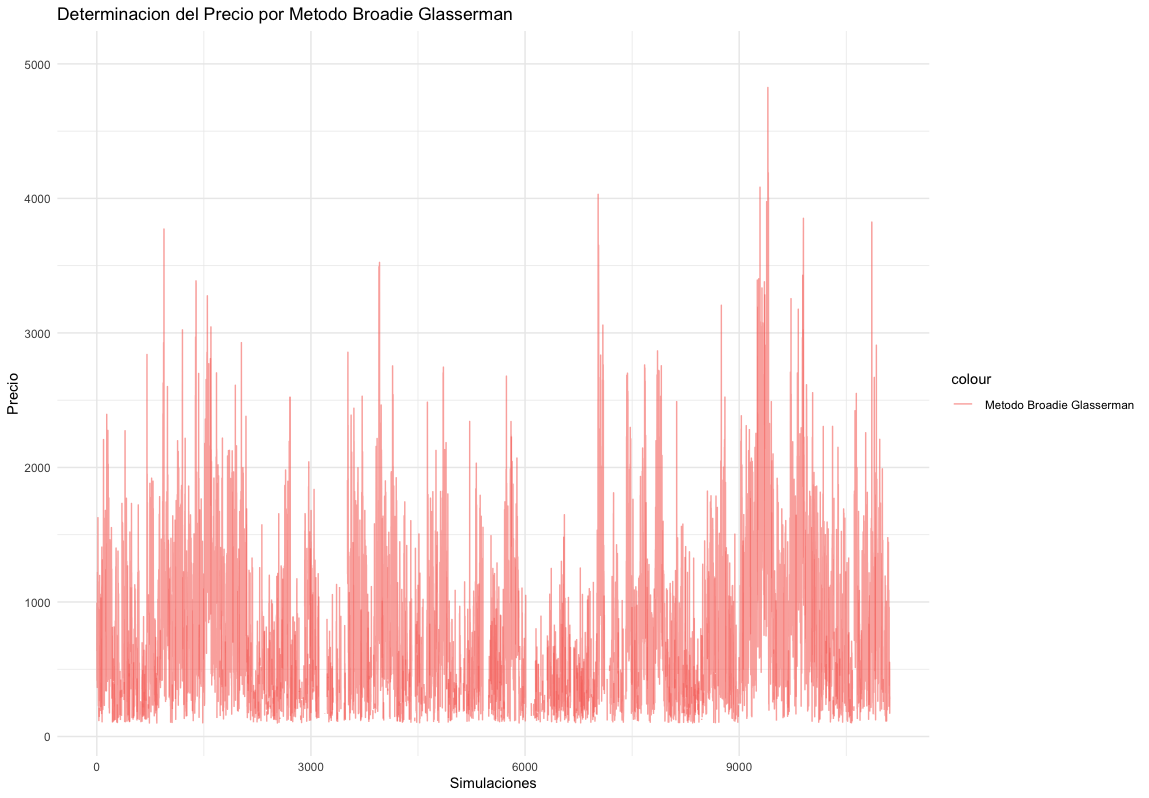 Determinacion del Precio por Metodo Broadie Glasserman
5000
4000
3000
2000
1000
0
Precio
0 3000 6000 9000
Simulaciones
colour
Metodo Broadie Glasserman